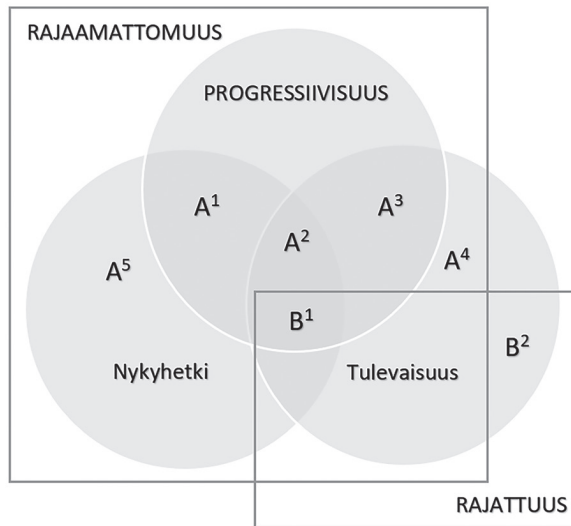 RAJAAMATTOMUUS
PROGRESSIIVISUUS
A¹
A³
A²
A⁴
A⁵
B¹
B²
Nykyhetki
Tulevaisuus
RAJATTUUS